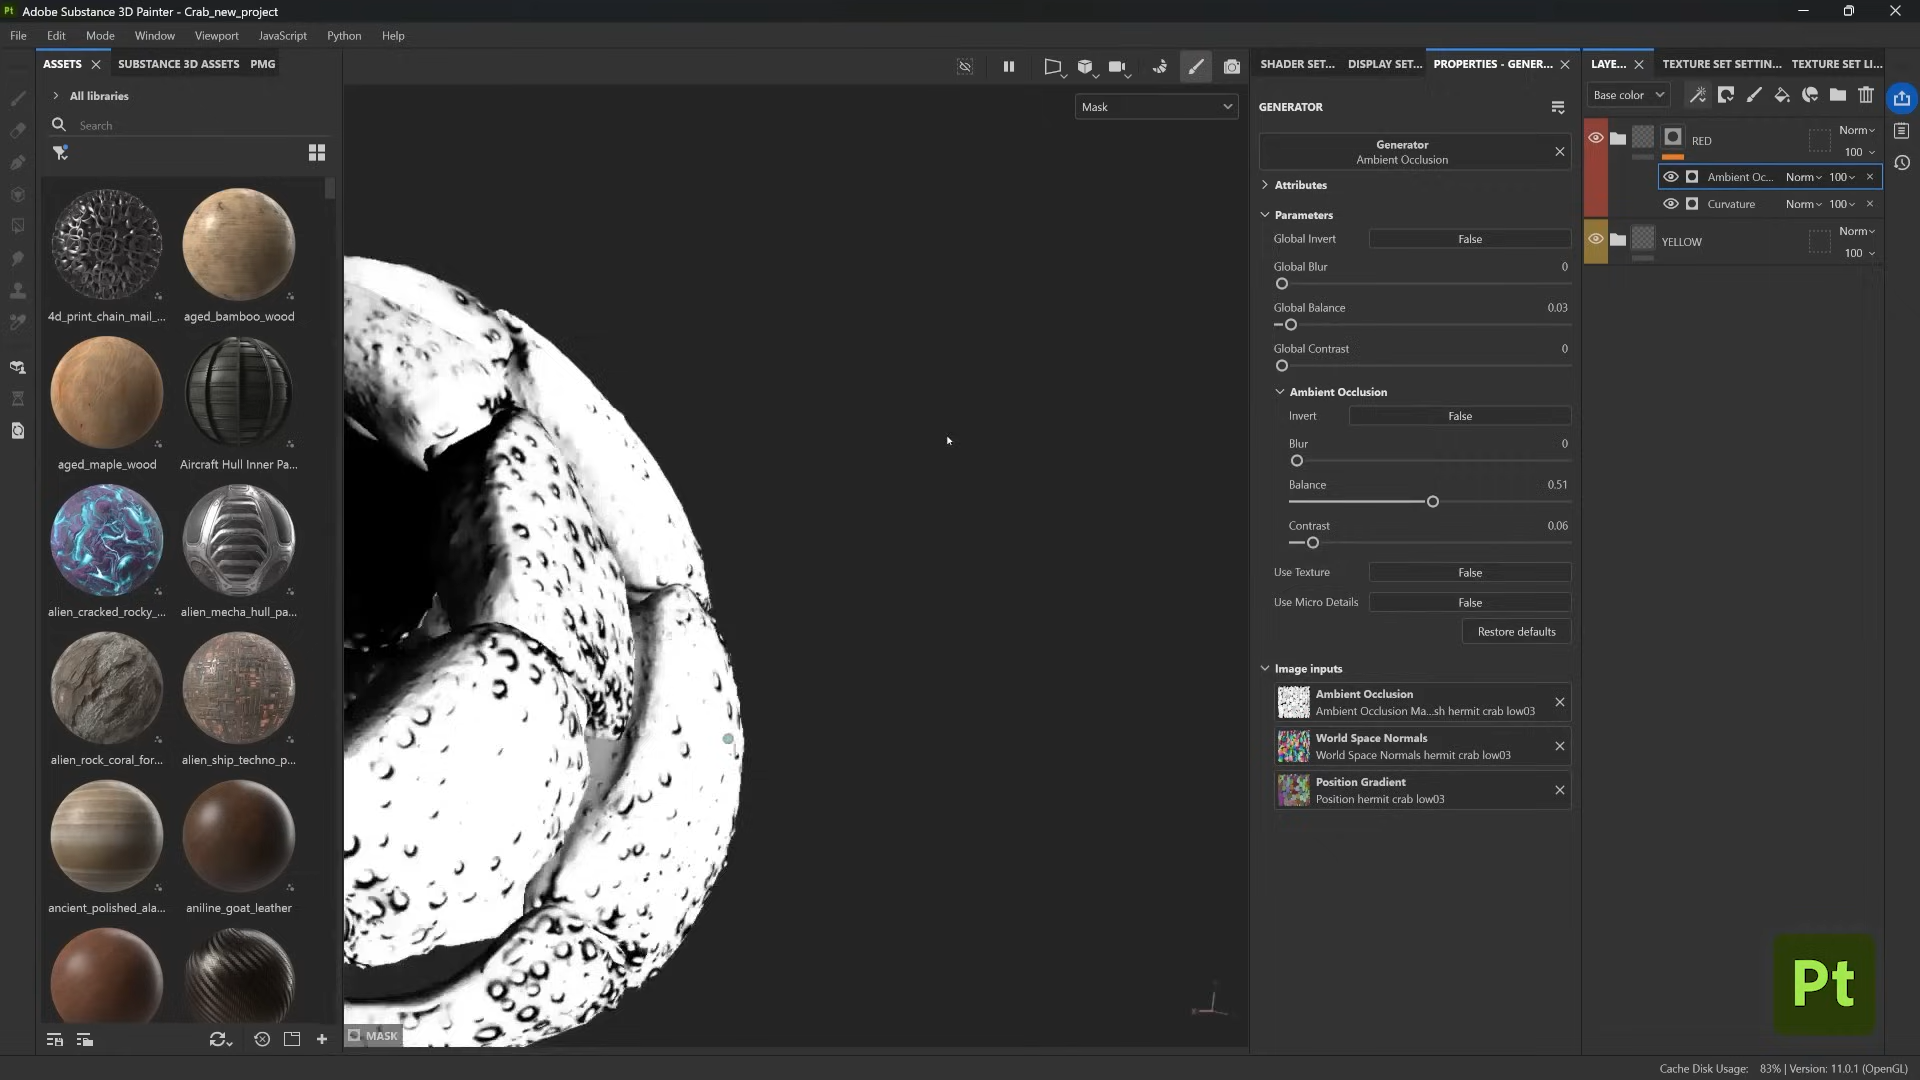 Pt Adobe Substance 3D Painter - Crab_new_project
File Edit Mode Window Viewport JavaScript Python Help
ASSETS SUBSTANCE 3D ASSETS PMG
All libraries
Search
4d_print_chain_mail_... aged_bamboo_wood
aged_maple_wood Aircraft Hull Inner Pa...
alien_cracked_rocky_... alien_mecha_hull_pa...
alien_rock_coral_for... alien_ship_techno_p...
ancient_polished_ala... aniline_goat_leather
Mask
MASK
SHADER SET... DISPLAY SET... PROPERTIES - GENER...
GENERATOR
Generator
Ambient Occlusion
Attributes
Parameters
Global Invert False
Global Blur 0
Global Balance 0.03
Global Contrast 0
Ambient Occlusion
Invert False
Blur 0
Balance 0.51
Contrast 0.06
Use Texture False
Use Micro Details False
Restore defaults
Image inputs
Ambient Occlusion
Ambient Occlusion Ma...sh hermit crab low03
World Space Normals
World Space Normals hermit crab low03
Position Gradient
Position hermit crab low03
LAYE... TEXTURE SET SETTIN... TEXTURE SET LI...
Base color
RED Norm 100
Ambient Oc... Norm 100
Curvature Norm 100
YELLOW Norm 100
Pt
Cache Disk Usage: 83% | Version: 11.0.1 (OpenGL)